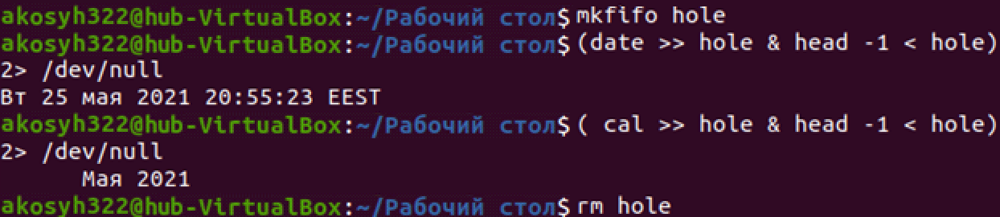 akosyh322@hub-VirtualBox:~/Рабочий стол$ mkfifo hole
akosyh322@hub-VirtualBox:~/Рабочий стол$ (date >> hole & head -1 < hole)
2> /dev/null
Вт 25 мая 2021 20:55:23 EEST
akosyh322@hub-VirtualBox:~/Рабочий стол$ ( cal >> hole & head -1 < hole)
2> /dev/null
Мая 2021
akosyh322@hub-VirtualBox:~/Рабочий стол$ rm hole